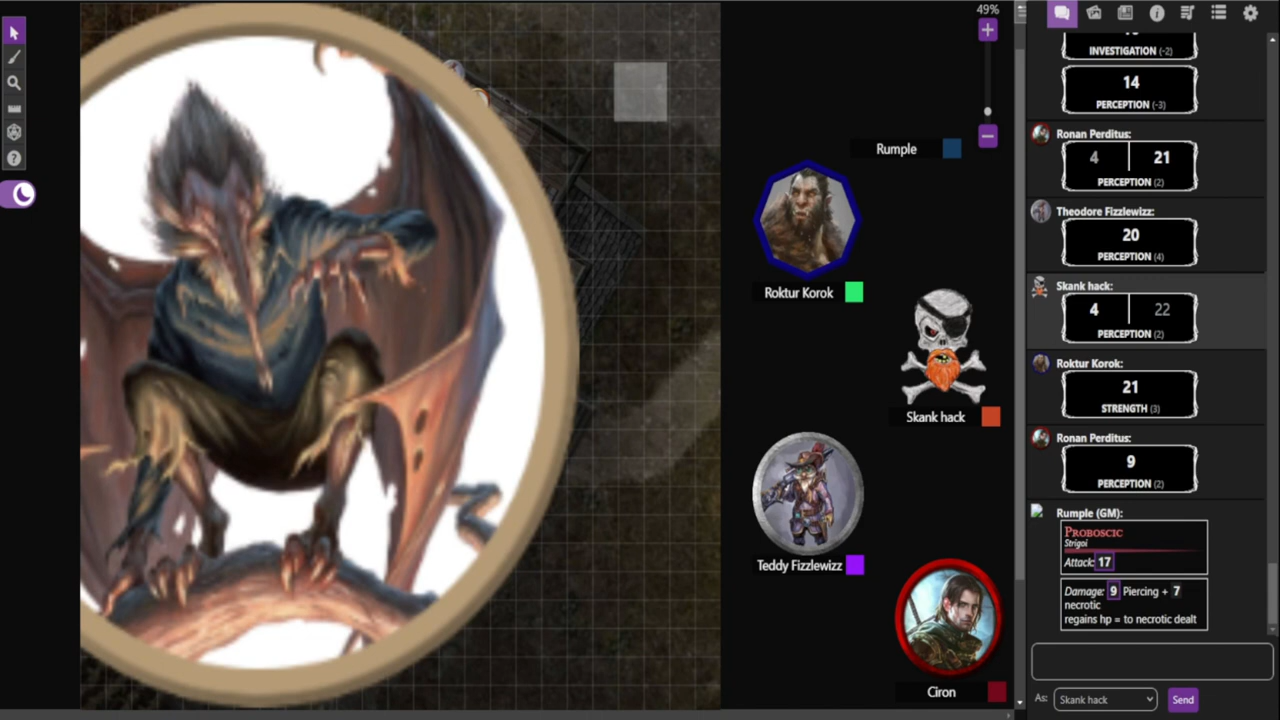 49%
Rumple
Roktur Korok
Skank hack
Teddy Fizzlewizz
Ciron
INVESTIGATION (-2)
14
PERCEPTION (-3)
Ronan Perditus:
4 21
PERCEPTION (2)
Theodore Fizzlewizz:
20
PERCEPTION (4)
Skank hack:
4 22
PERCEPTION (2)
Roktur Korok:
21
STRENGTH (3)
Ronan Perditus:
9
PERCEPTION (2)
Rumple (GM):
PROBOSCIC
Strigoi
Attack: 17
Damage: 9 Piercing + 7
necrotic
regains hp = to necrotic dealt
As: Skank hack Send